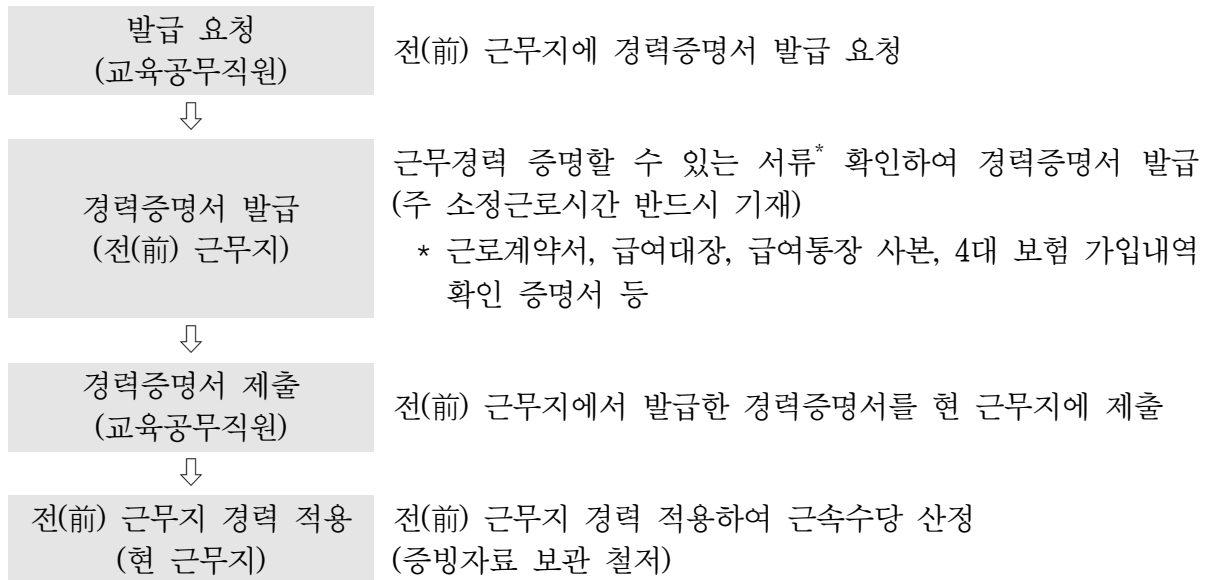 발급 요청
(교육공무직원)
전(前) 근무지에 경력증명서 발급 요청
⇩
경력증명서 발급
(전(前) 근무지)
근무경력 증명할 수 있는 서류* 확인하여 경력증명서 발급
(주 소정근로시간 반드시 기재)
* 근로계약서, 급여대장, 급여통장 사본, 4대 보험 가입내역
확인 증명서 등
⇩
경력증명서 제출
(교육공무직원)
전(前) 근무지에서 발급한 경력증명서를 현 근무지에 제출
⇩
전(前) 근무지 경력 적용
(현 근무지)
전(前) 근무지 경력 적용하여 근속수당 산정
(증빙자료 보관 철저)